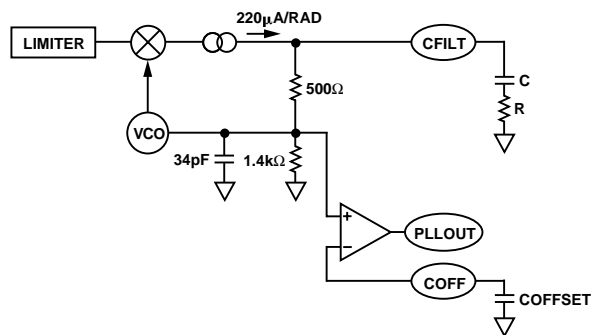 220µA/RAD
LIMITER
CFILT
C
500Ω
R
VCO
34pF
1.4kΩ
+
PLLOUT
–
COFF
COFFSET